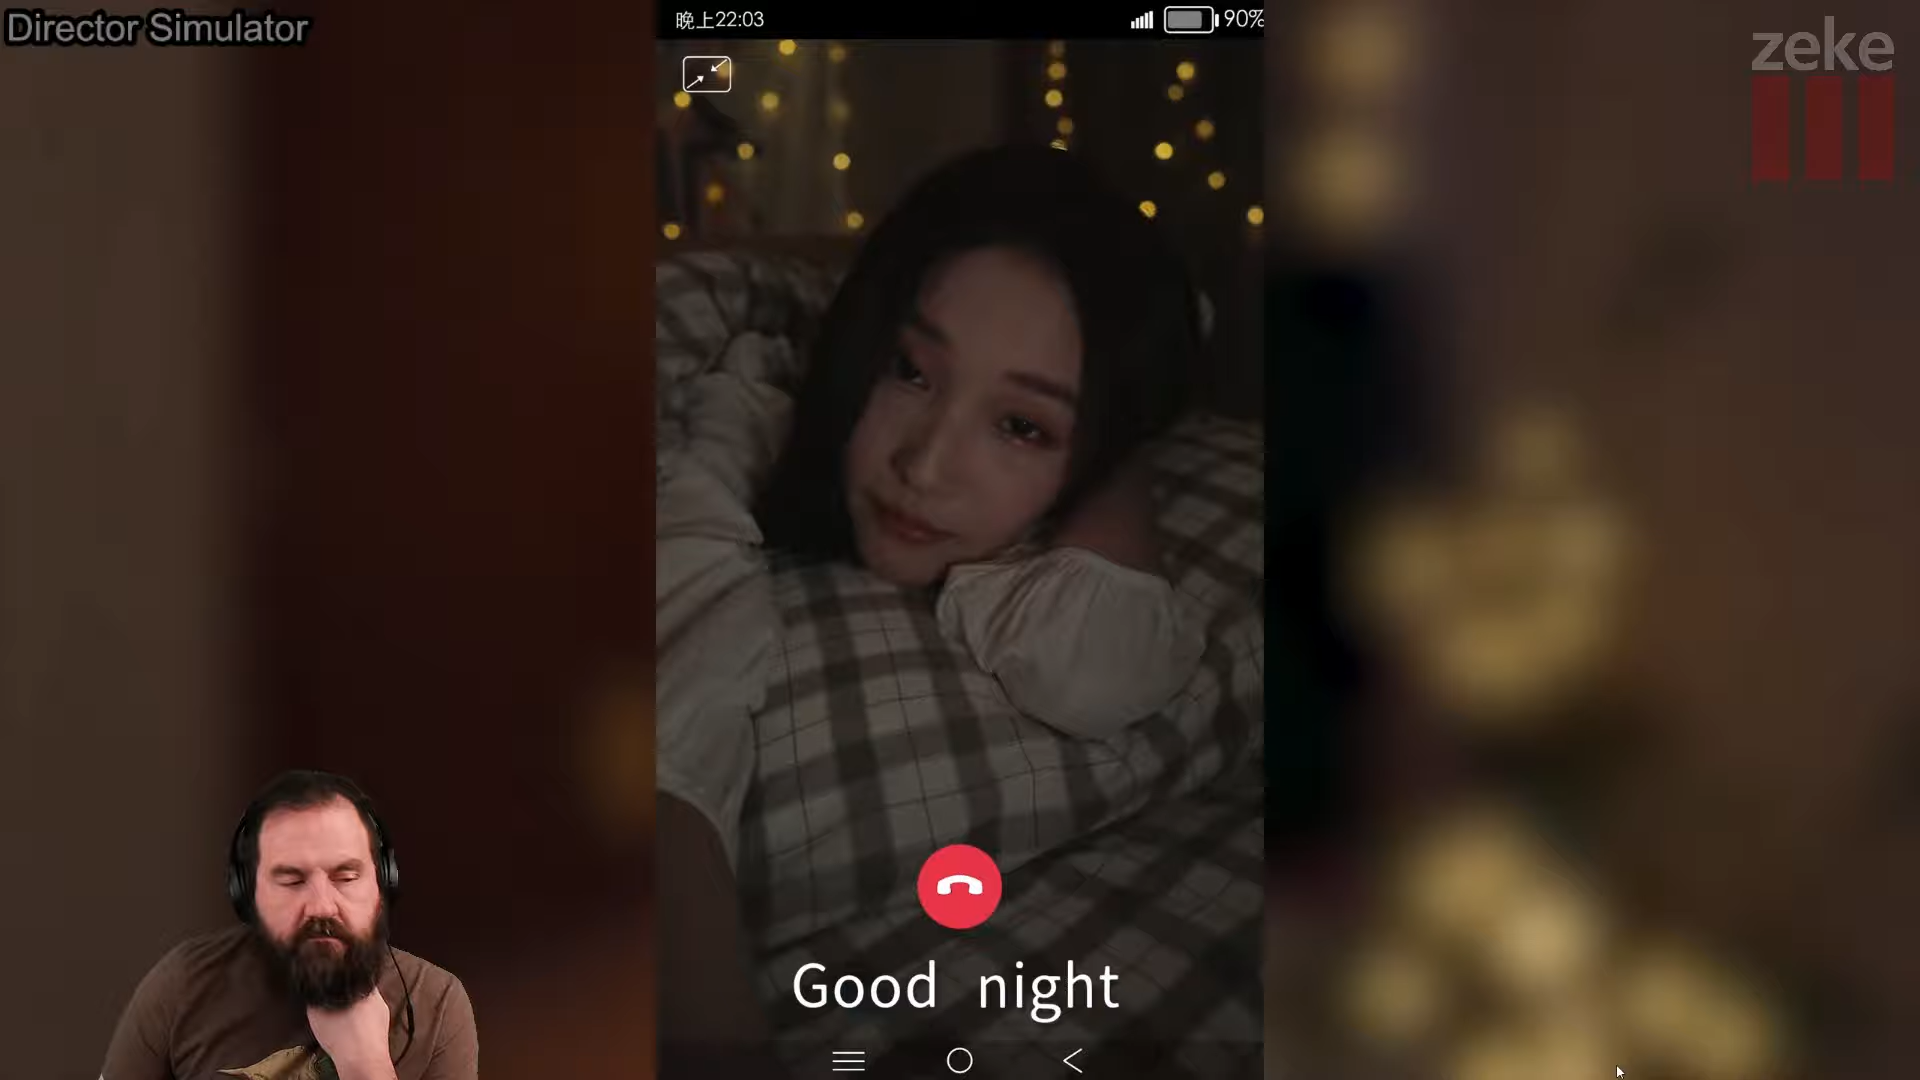 Director Simulator
zeke
晚上22:03
90%
Good night